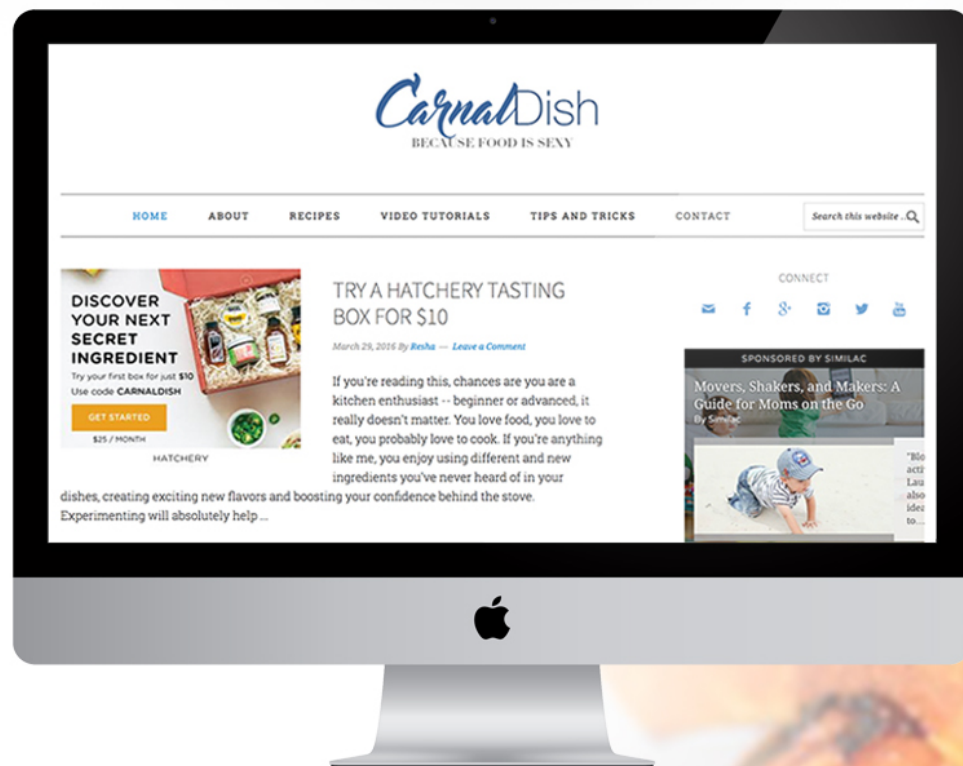 CarnalDish
BECAUSE FOOD IS SEXY
HOME ABOUT RECIPES VIDEO TUTORIALS TIPS AND TRICKS CONTACT Search this website ...
DISCOVER
YOUR NEXT
SECRET
INGREDIENT
Try your first box for just $10
Use code CARNALDISH
GET STARTED
$25 / MONTH
HATCHERY
TRY A HATCHERY TASTING
BOX FOR $10
March 29, 2016 By Resha — Leave a Comment
If you're reading this, chances are you are a
kitchen enthusiast -- beginner or advanced, it
really doesn't matter. You love food, you love to
eat, you probably love to cook. If you're anything
like me, you enjoy using different and new
ingredients you've never heard of in your
dishes, creating exciting new flavors and boosting your confidence behind the stove.
Experimenting will absolutely help ...
CONNECT
SPONSORED BY SIMILAC
Movers, Shakers, and Makers: A
Guide for Moms on the Go
By Similac
"Blo
acti
Lau
also
idea
to...